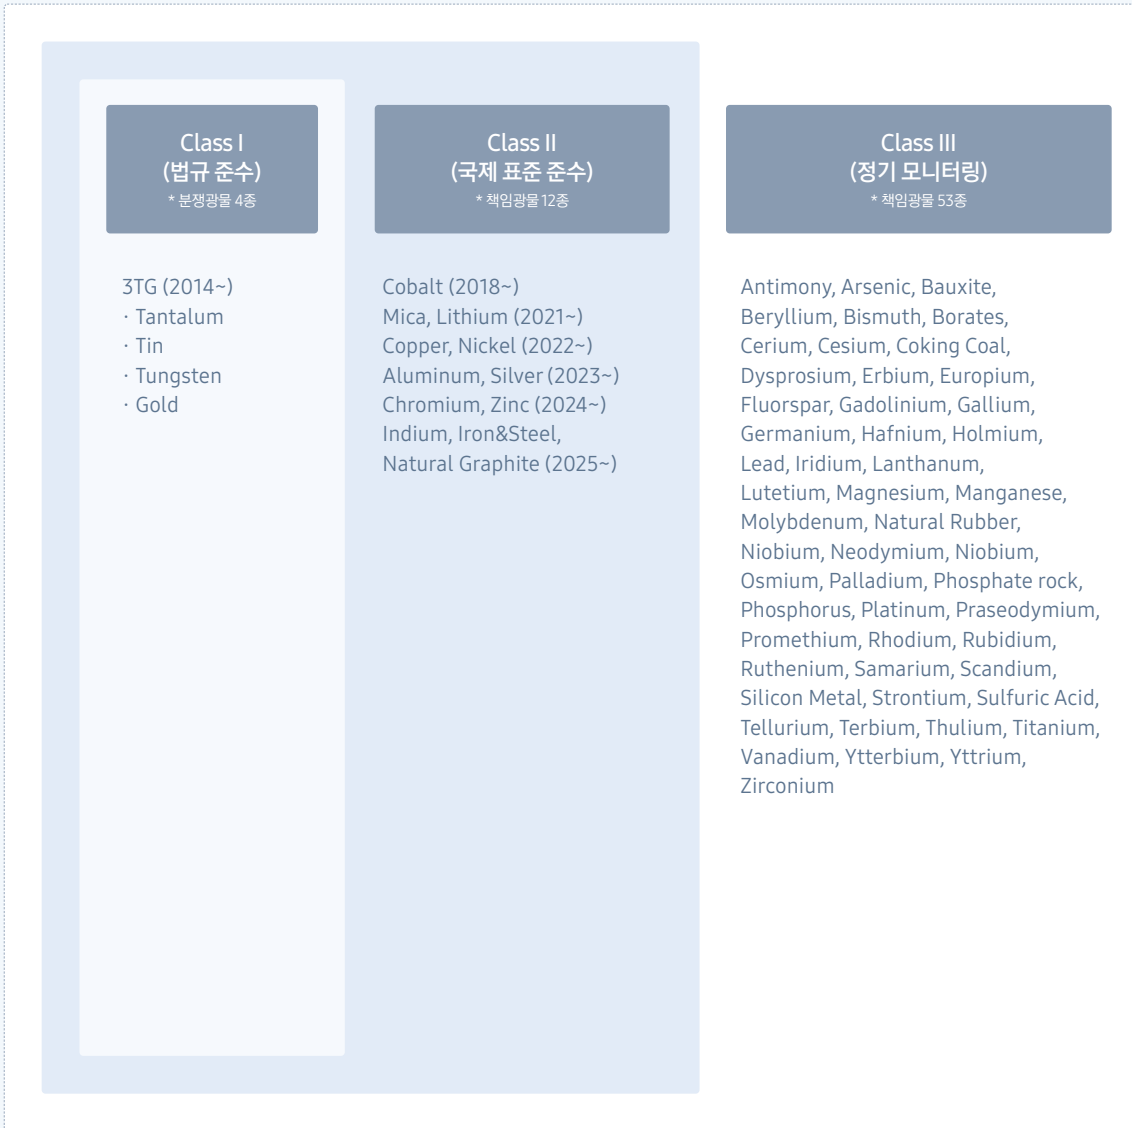 Class I
(법규 준수)
* 분쟁광물 4종
3TG (2014~)
· Tantalum
· Tin
· Tungsten
· Gold
Class II
(국제 표준 준수)
* 책임광물 12종
Cobalt (2018~)
Mica, Lithium (2021~)
Copper, Nickel (2022~)
Aluminum, Silver (2023~)
Chromium, Zinc (2024~)
Indium, Iron&Steel,
Natural Graphite (2025~)
Class III
(정기 모니터링)
* 책임광물 53종
Antimony, Arsenic, Bauxite,
Beryllium, Bismuth, Borates,
Cerium, Cesium, Coking Coal,
Dysprosium, Erbium, Europium,
Fluorspar, Gadolinium, Gallium,
Germanium, Hafnium, Holmium,
Lead, Iridium, Lanthanum,
Lutetium, Magnesium, Manganese,
Molybdenum, Natural Rubber,
Niobium, Neodymium, Niobium,
Osmium, Palladium, Phosphate rock,
Phosphorus, Platinum, Praseodymium,
Promethium, Rhodium, Rubidium,
Ruthenium, Samarium, Scandium,
Silicon Metal, Strontium, Sulfuric Acid,
Tellurium, Terbium, Thulium, Titanium,
Vanadium, Ytterbium, Yttrium,
Zirconium